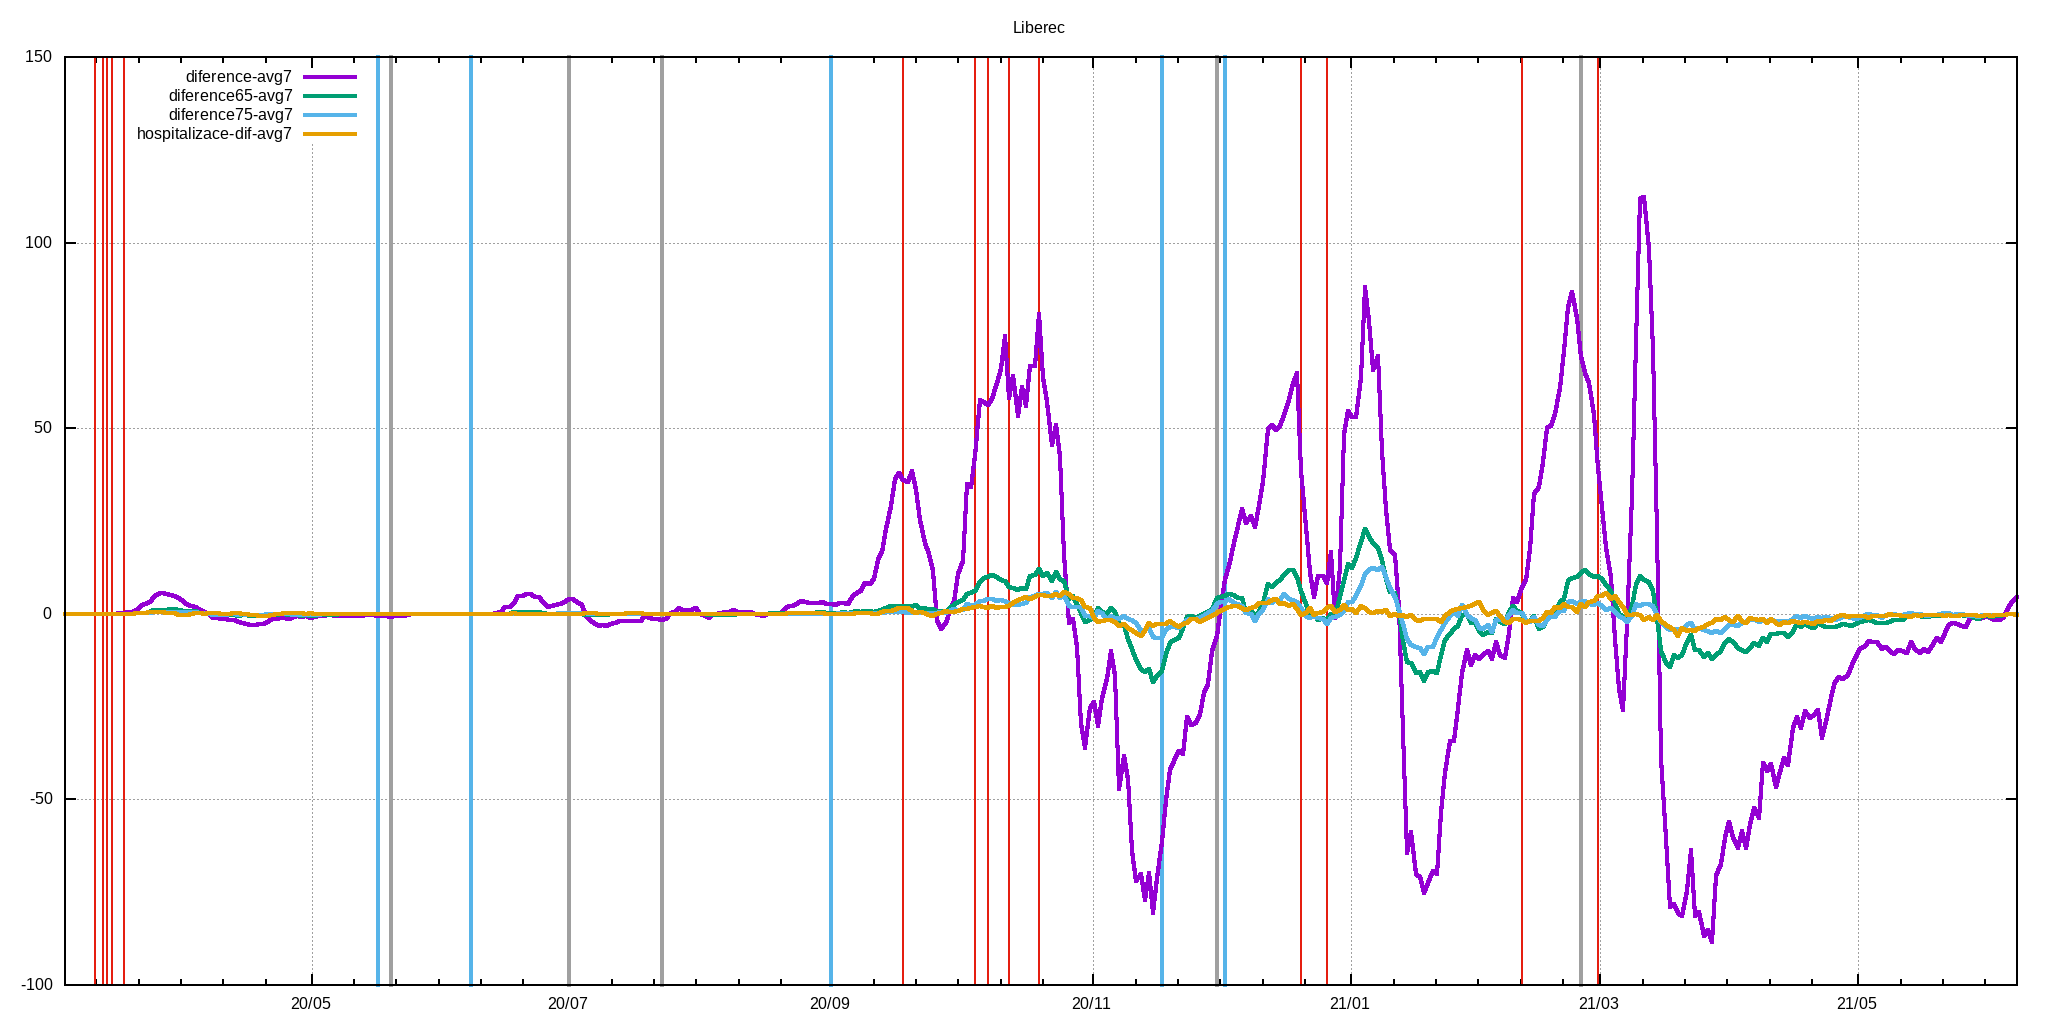 Liberec
150
diference-avg7
diference65-avg7
diference75-avg7
hospitalizace-dif-avg7
100
50
0
-50
-100
20/05 20/07 20/09 20/11 21/01 21/03 21/05